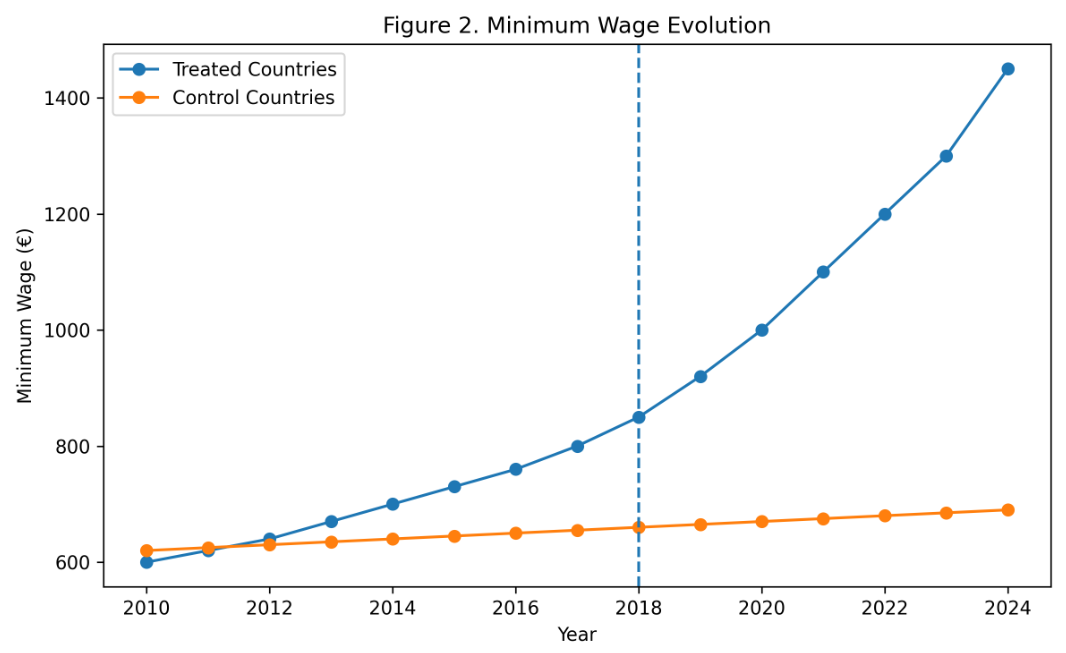 Figure 2. Minimum Wage Evolution
Treated Countries
Control Countries
Minimum Wage (€)
1400
1200
1000
800
600
2010 2012 2014 2016 2018 2020 2022 2024
Year